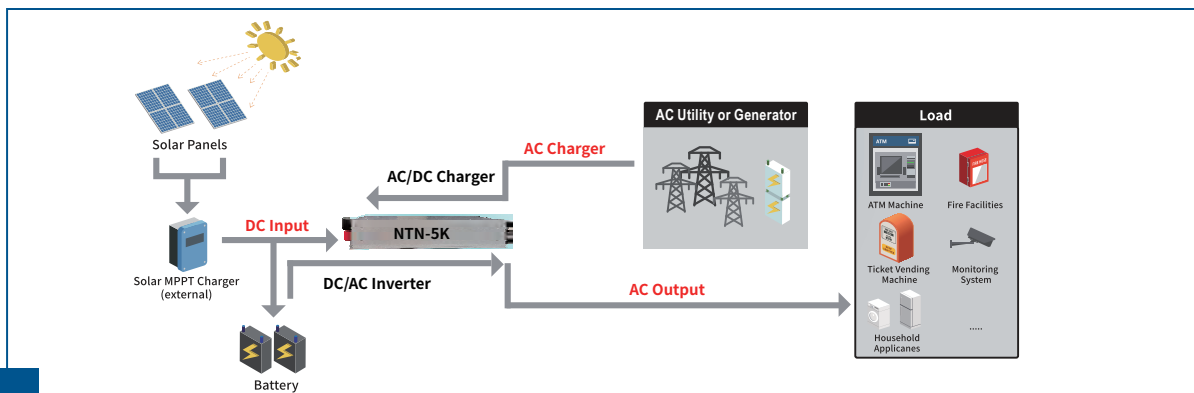 Solar Panels
Solar MPPT Charger
(external)
DC Input
AC/DC Charger
AC Charger
NTN-5K
DC/AC Inverter
AC Output
Battery
AC Utility or Generator
Load
ATM
ATM Machine
Fire Facilities
Ticket Vending
Machine
Monitoring
System
Household
Applicanes
.....